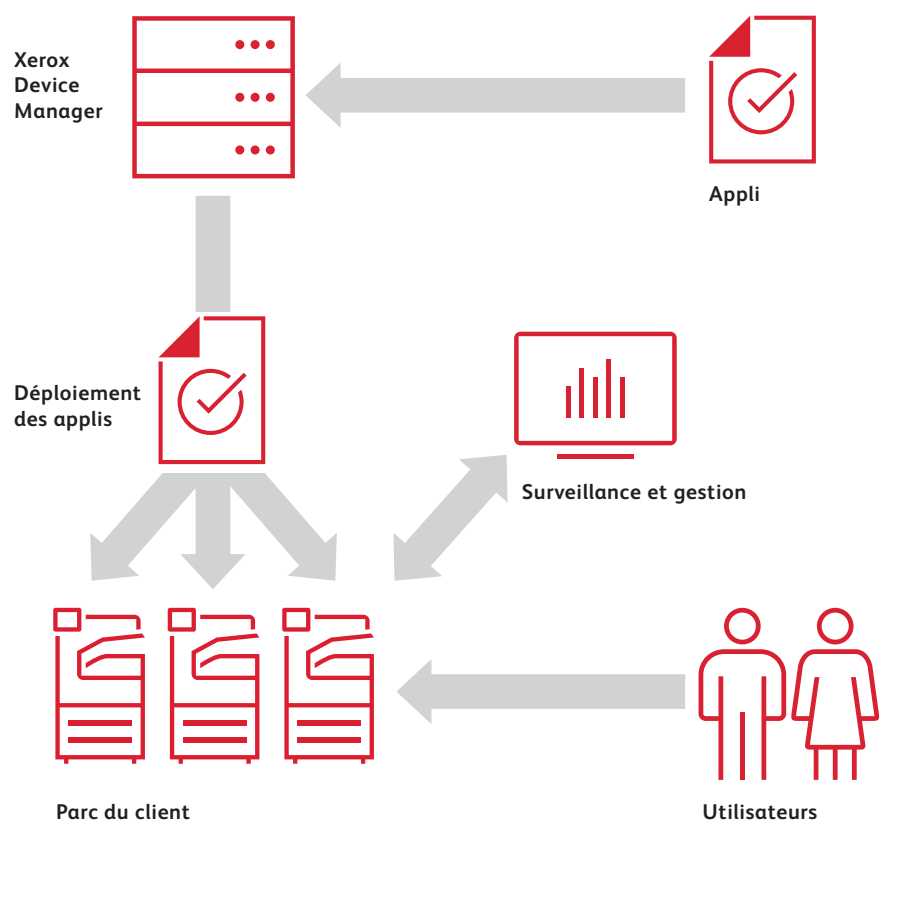 Xerox
Device
Manager
Appli
Déploiement
des applis
Surveillance et gestion
Parc du client
Utilisateurs